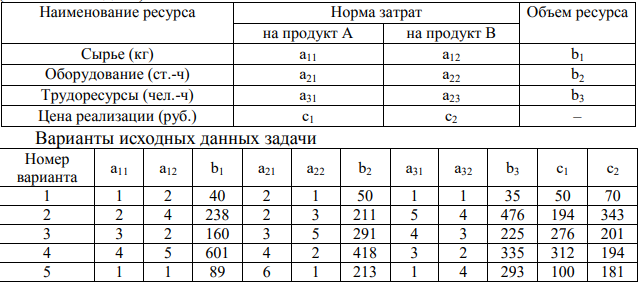 Наименование ресурса Норма затрат Объем ресурса
на продукт А на продукт В
Сырье (кг) a11 a12 b1
Оборудование (ст.-ч) a21 a22 b2
Трудоресурсы (чел.-ч) a31 a23 b3
Цена реализации (руб.) c1 c2 –
Варианты исходных данных задачи
Номер варианта a11 a12 b1 a21 a22 b2 a31 a32 b3 c1 c2
1 1 2 40 2 1 50 1 1 35 50 70
2 2 4 238 2 3 211 5 4 476 194 343
3 3 2 160 3 5 291 4 3 225 276 201
4 4 5 601 4 2 418 3 2 335 312 194
5 1 1 89 6 1 213 1 4 293 100 181